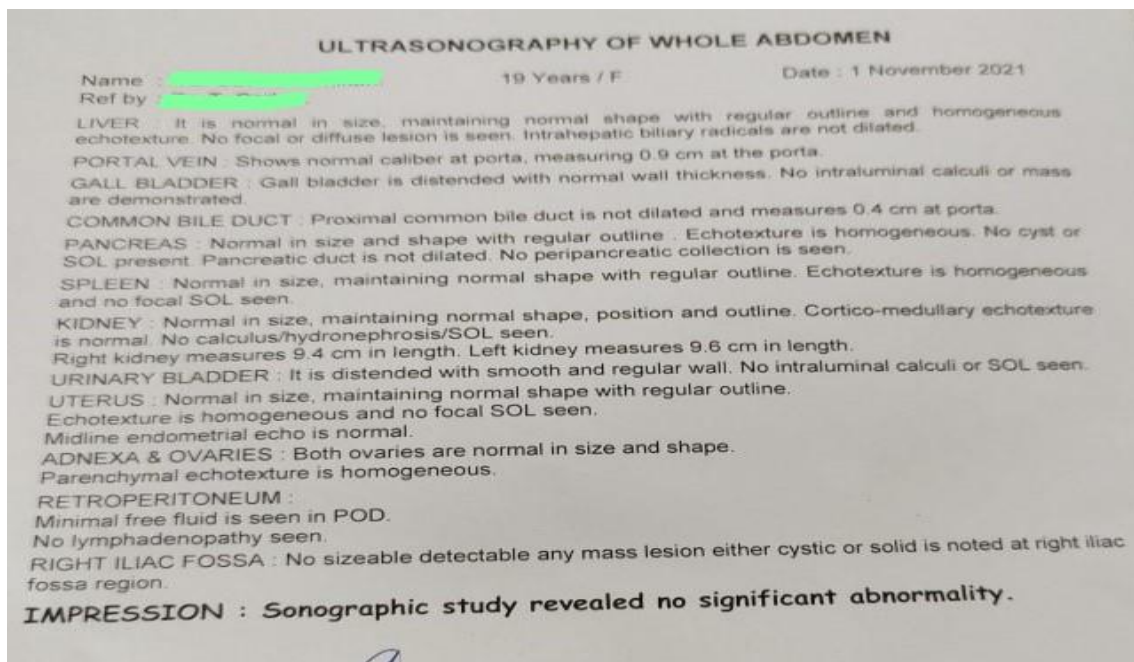 ULTRASONOGRAPHY OF WHOLE ABDOMEN
Name : 19 Years / F Date : 1 November 2021
Ref by :
LIVER : It is normal in size, maintaining normal shape with regular outline and homogeneous
echotexture. No focal or diffuse lesion is seen. Intrahepatic biliary radicals are not dilated.
PORTAL VEIN : Shows normal caliber at porta, measuring 0.9 cm at the porta.
GALL BLADDER : Gall bladder is distended with normal wall thickness. No intraluminal calculi or mass
are demonstrated.
COMMON BILE DUCT : Proximal common bile duct is not dilated and measures 0.4 cm at porta.
PANCREAS : Normal in size and shape with regular outline . Echotexture is homogeneous. No cyst or
SOL present. Pancreatic duct is not dilated. No peripancreatic collection is seen.
SPLEEN : Normal in size, maintaining normal shape with regular outline. Echotexture is homogeneous
and no focal SOL seen.
KIDNEY : Normal in size, maintaining normal shape, position and outline. Cortico-medullary echotexture
is normal. No calculus/hydronephrosis/SOL seen.
Right kidney measures 9.4 cm in length. Left kidney measures 9.6 cm in length.
URINARY BLADDER : It is distended with smooth and regular wall. No intraluminal calculi or SOL seen.
UTERUS : Normal in size, maintaining normal shape with regular outline.
Echotexture is homogeneous and no focal SOL seen.
Midline endometrial echo is normal.
ADNEXA & OVARIES : Both ovaries are normal in size and shape.
Parenchymal echotexture is homogeneous.
RETROPERITONEUM :
Minimal free fluid is seen in POD.
No lymphadenopathy seen.
RIGHT ILIAC FOSSA : No sizeable detectable any mass lesion either cystic or solid is noted at right iliac
fossa region.
IMPRESSION : Sonographic study revealed no significant abnormality.